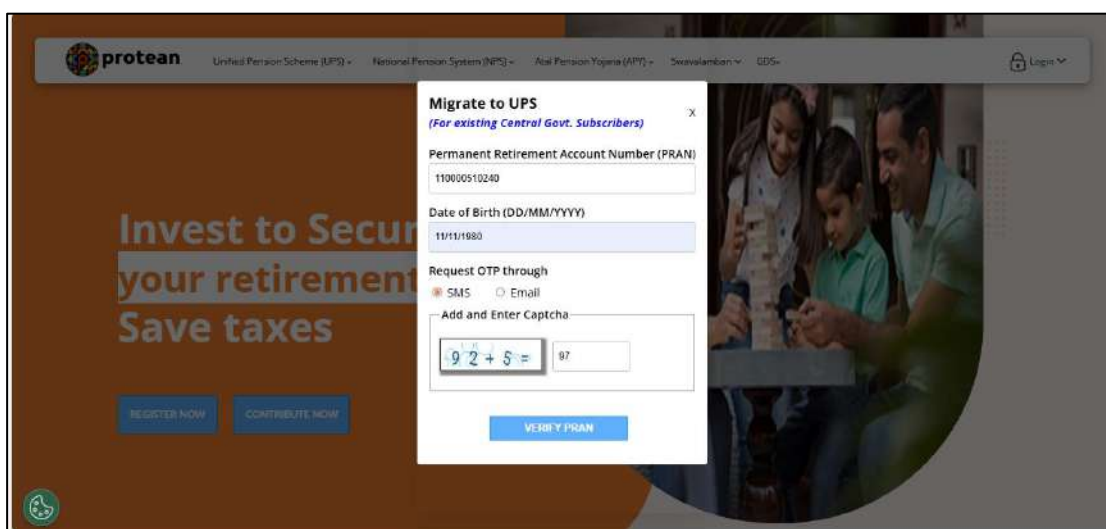 protean
Unified Pension Scheme (UPS)
National Pension System (NPS)
Atal Pension Yojana (APY)
Swavalamban
GDS
Login
Migrate to UPS
X
(For existing Central Govt. Subscribers)
Permanent Retirement Account Number (PRAN)
110000510240
Date of Birth (DD/MM/YYYY)
11/11/1980
Request OTP through
SMS
Email
Add and Enter Captcha
92+5=
97
VERIFY PRAN
Invest to Secur
your retirement
Save taxes
REGISTER NOW
CONTRIBUTE NOW